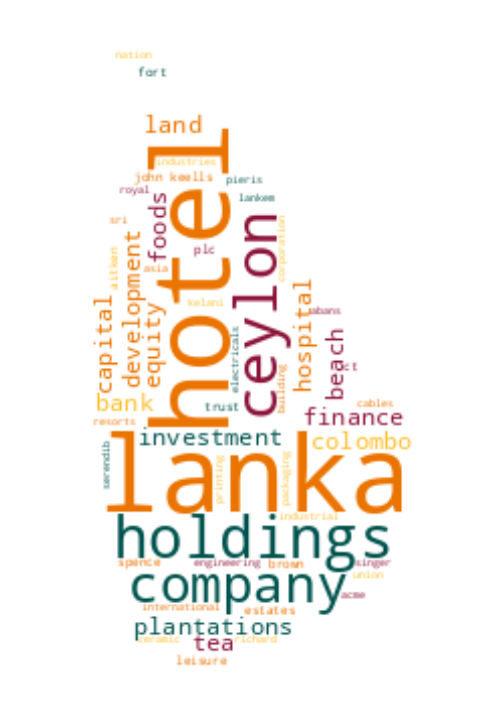 nation
fort
land
hotel
industries
john keells
pieris
royal
lankem
foods
sri
ceylon
corporation
plc
development
aitken
asia
capital
equity
kelani
hospital
abans
electricals
beach
building
bank
trust
cables
finance
resorts
investment
colombo
serendib
lanka
printing
packaging
industrial
holdings
spence
engineering
brown
singer
company
union
acme
international
estates
plantations
ceramic
tea
richard
leisure